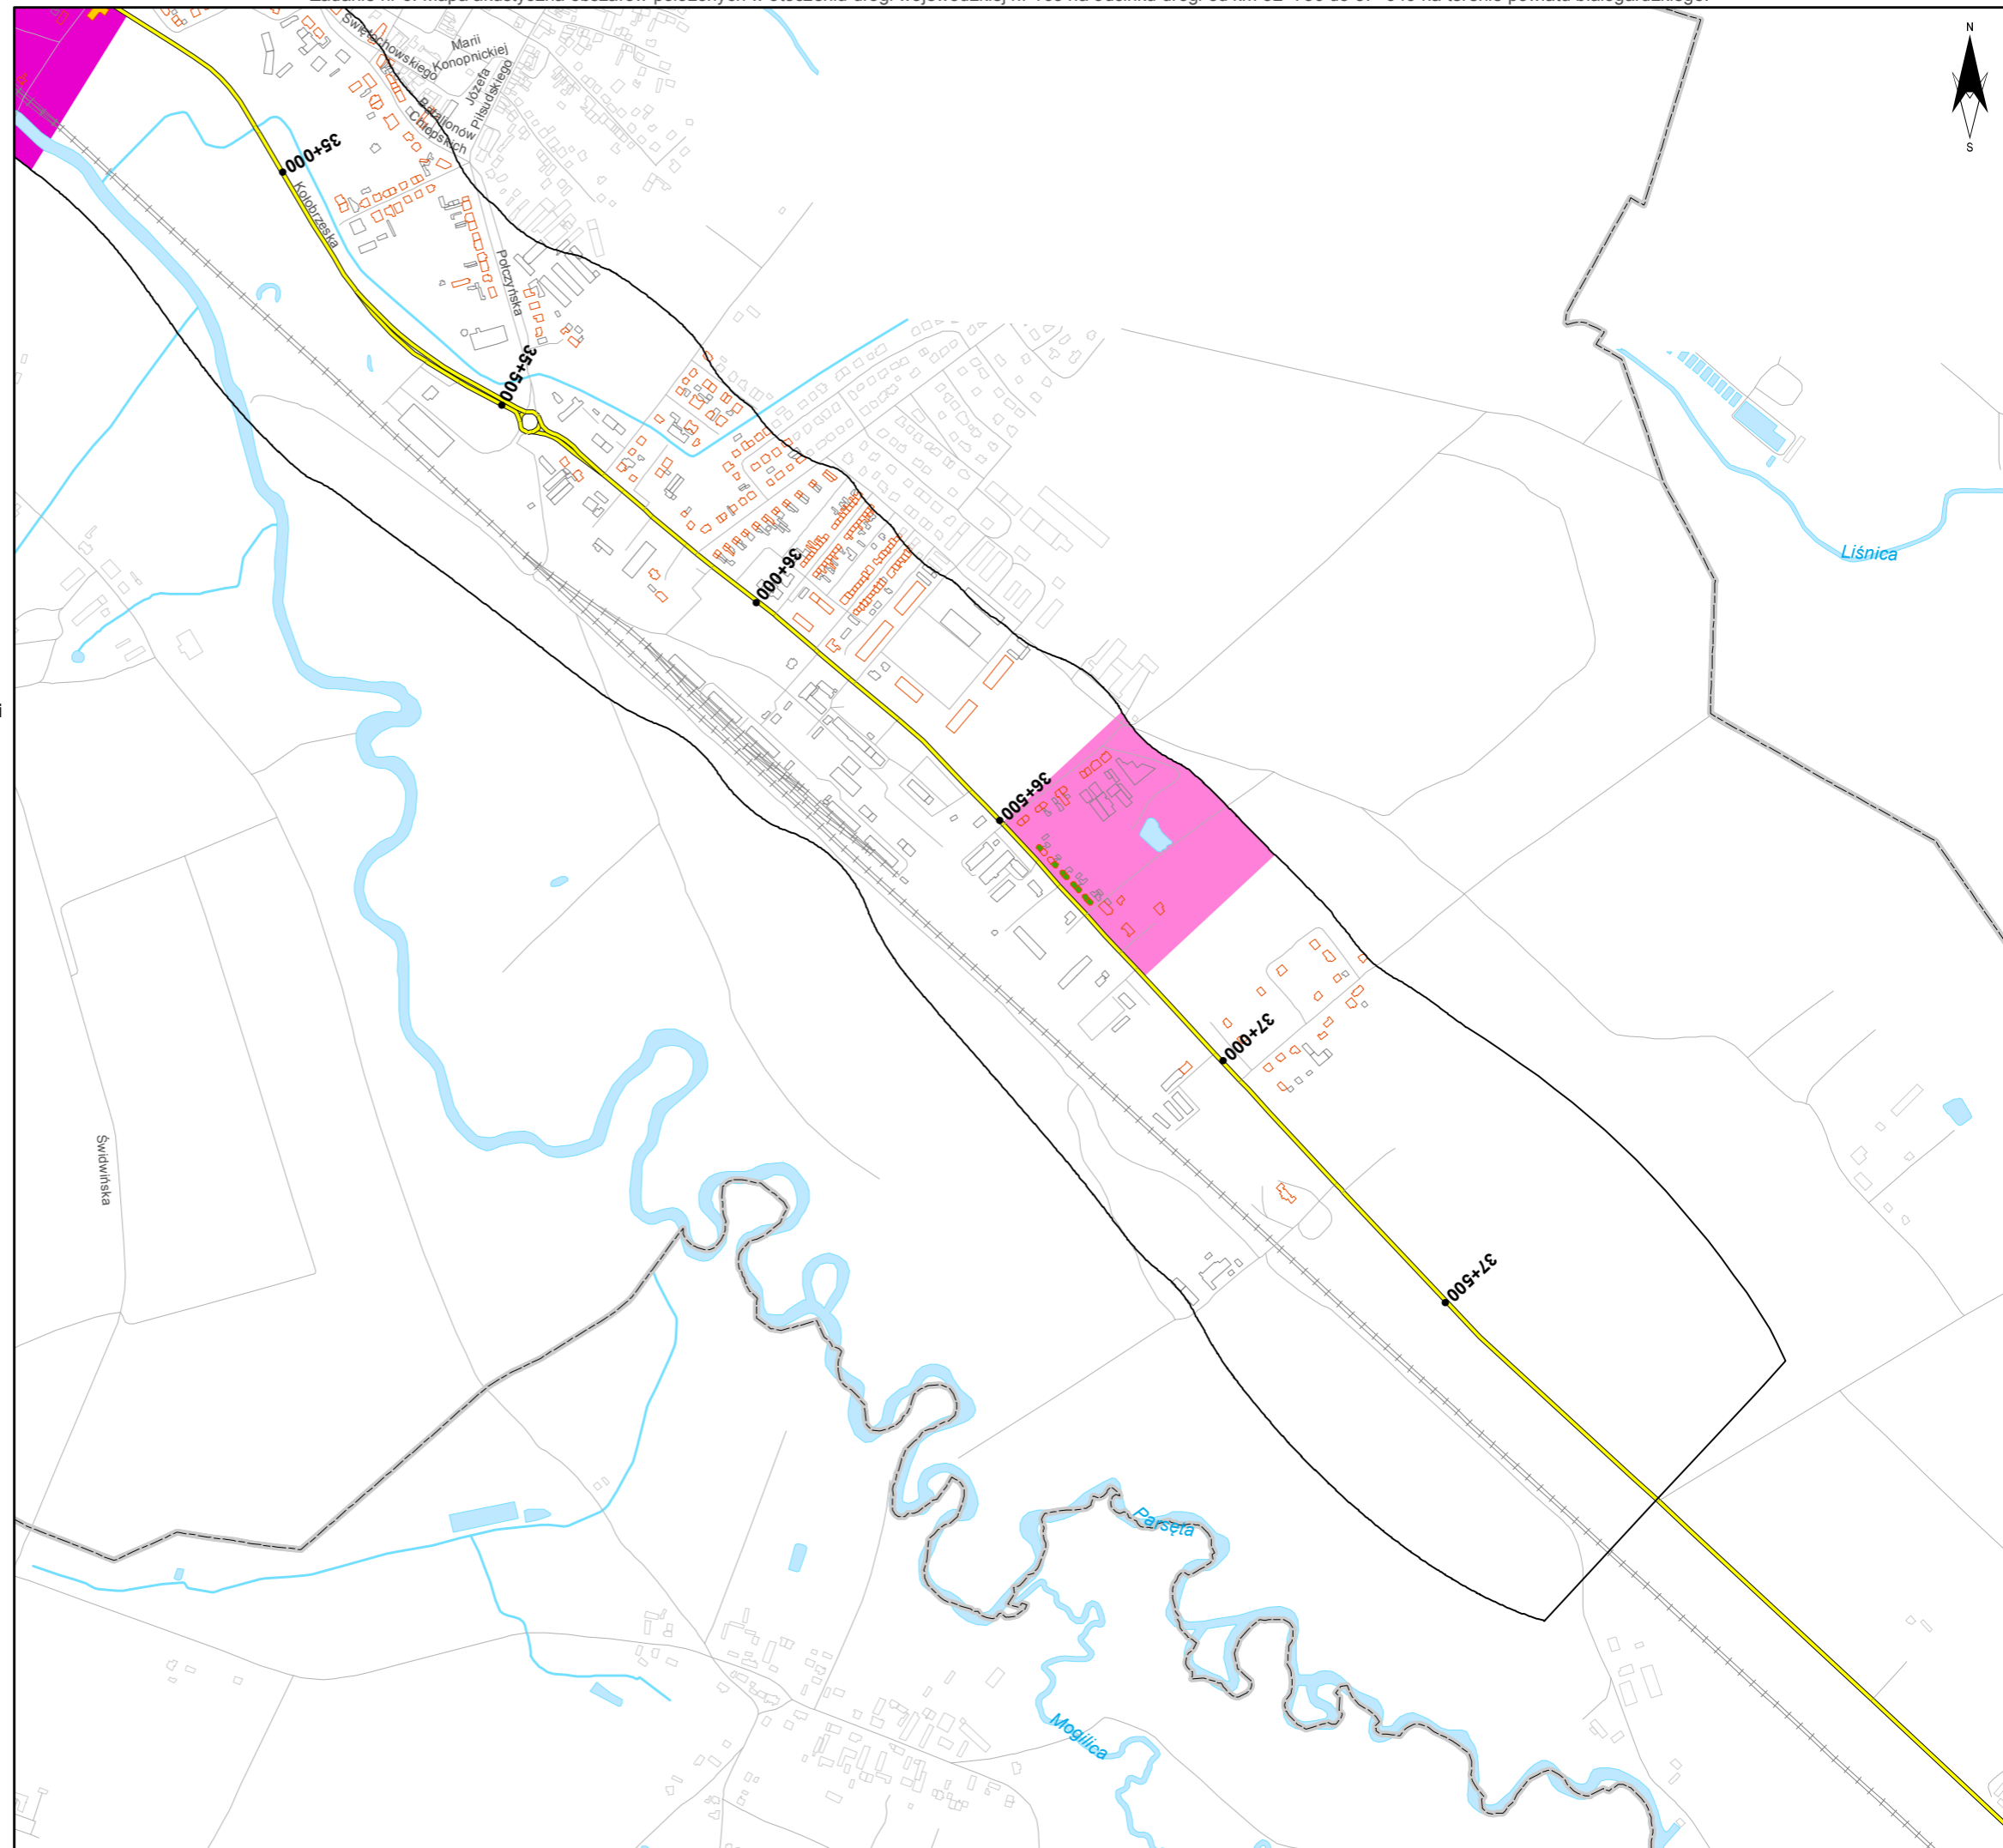 N
S
Świętochowskiego
Marii
Konopnickiej
Józefa
Piłsudskiego
Batalionów
Chłopskich
35+000
Kołobrzeska
Połczyńska
35+500
36+000
Liśnica
36+500
37+000
Świdwińska
37+500
Parsęta
Mogilica